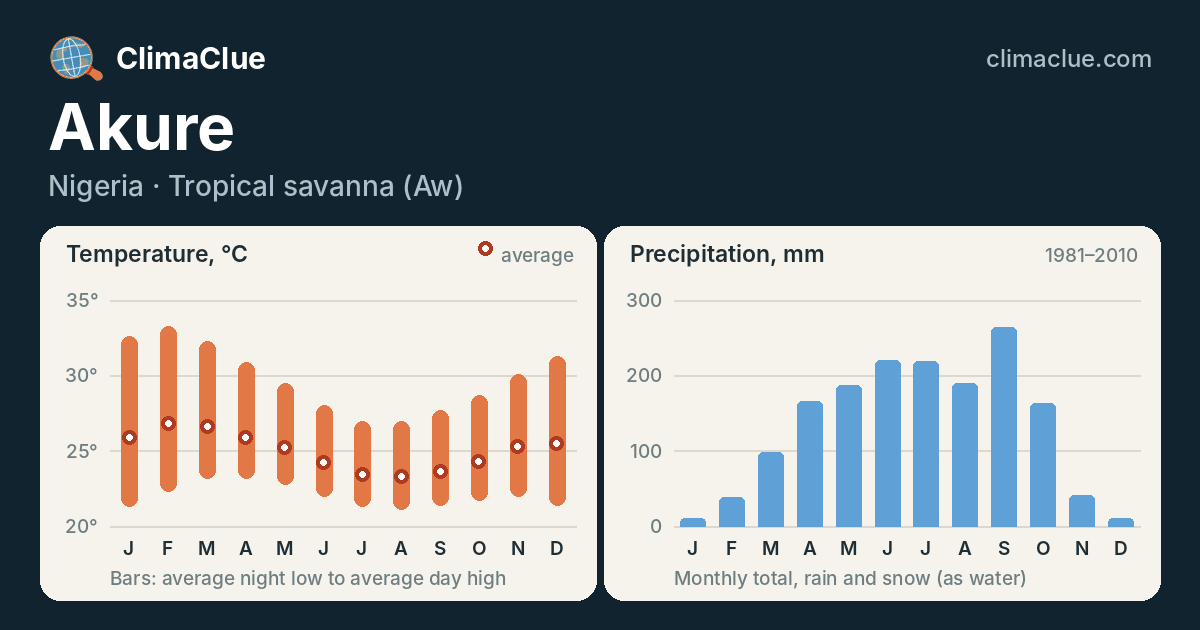 ClimaClue
climaclue.com
Akure
Nigeria · Tropical savanna (Aw)
Temperature, °C
average
35°
30°
25°
20°
J F M A M J J A S O N D
Bars: average night low to average day high
Precipitation, mm
1981–2010
300
200
100
0
J F M A M J J A S O N D
Monthly total, rain and snow (as water)